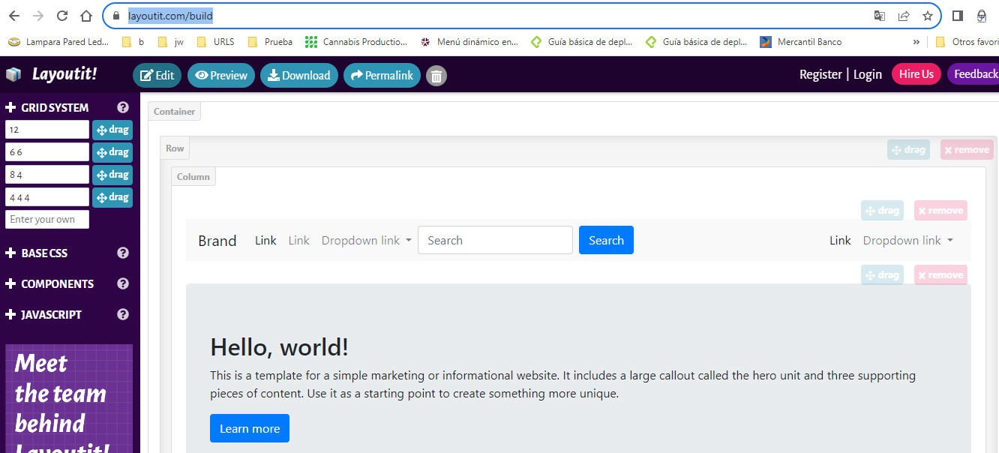 layoutit.com/build
Lampara Pared Led... b jw URLS Prueba Cannabis Productio... Menú dinámico en... Guía básica de depl... Guía básica de depl... Mercantil Banco » Otros favori
Layoutit! Edit Preview Download Permalink Register | Login Hire Us Feedback
GRID SYSTEM
12 drag
6 6 drag
8 4 drag
4 4 4 drag
Enter your own
BASE CSS
COMPONENTS
JAVASCRIPT
Meet
the team
behind
Layoutit!
Container
Row drag remove
Column
drag remove
Brand Link Link Dropdown link Search Search Link Dropdown link
drag remove
Hello, world!
This is a template for a simple marketing or informational website. It includes a large callout called the hero unit and three supporting
pieces of content. Use it as a starting point to create something more unique.
Learn more